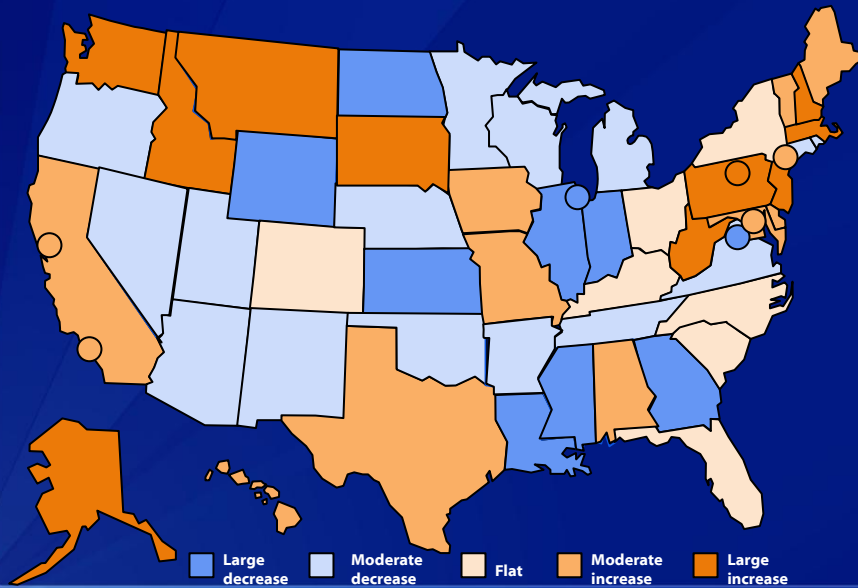 Large
decrease
Moderate
decrease
Flat
Moderate
increase
Large
increase